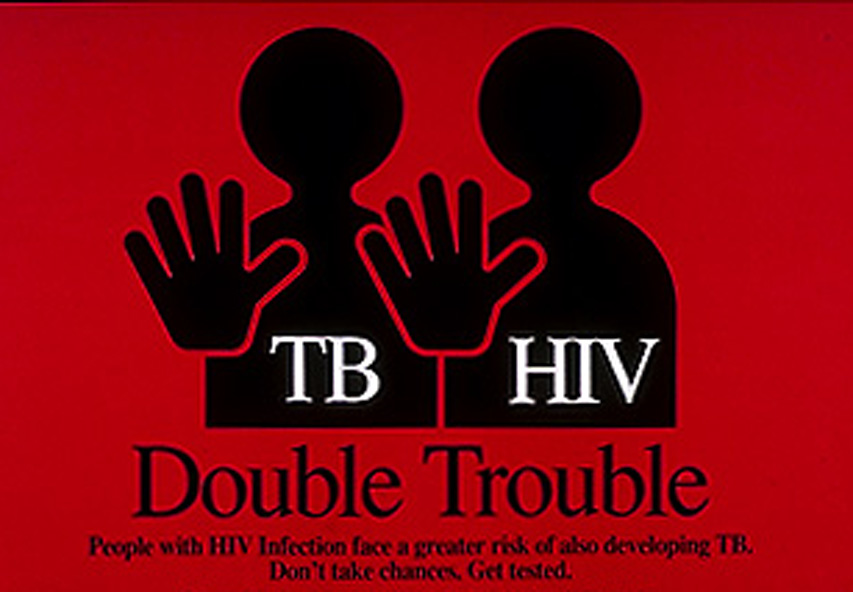 TB HIV
Double Trouble
People with HIV Infection face a greater risk of also developing TB.
Don't take chances. Get tested.